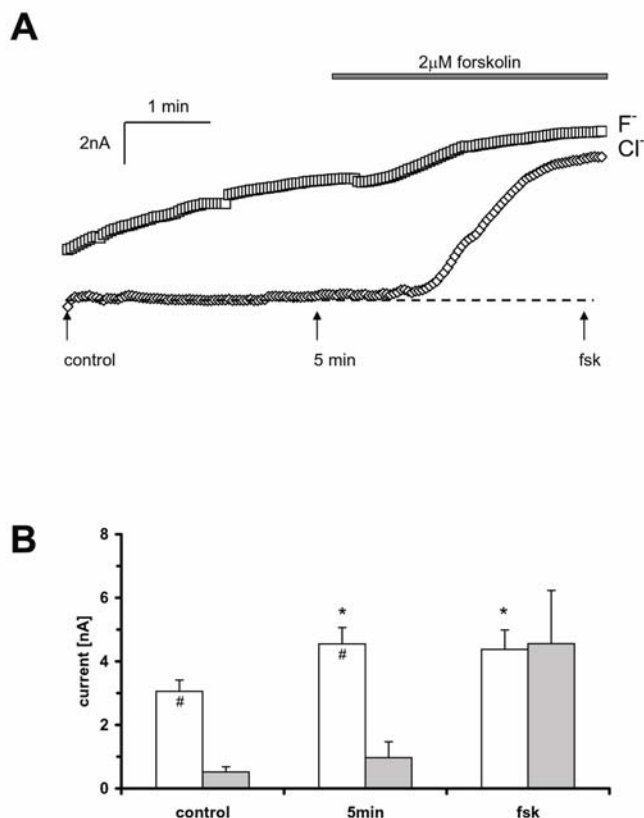 A
2μM forskolin
1 min
2nA
F⁻
Cl⁻
control
5 min
fsk
B
8
6
4
2
0
current [nA]
*
*
#
#
control
5min
fsk